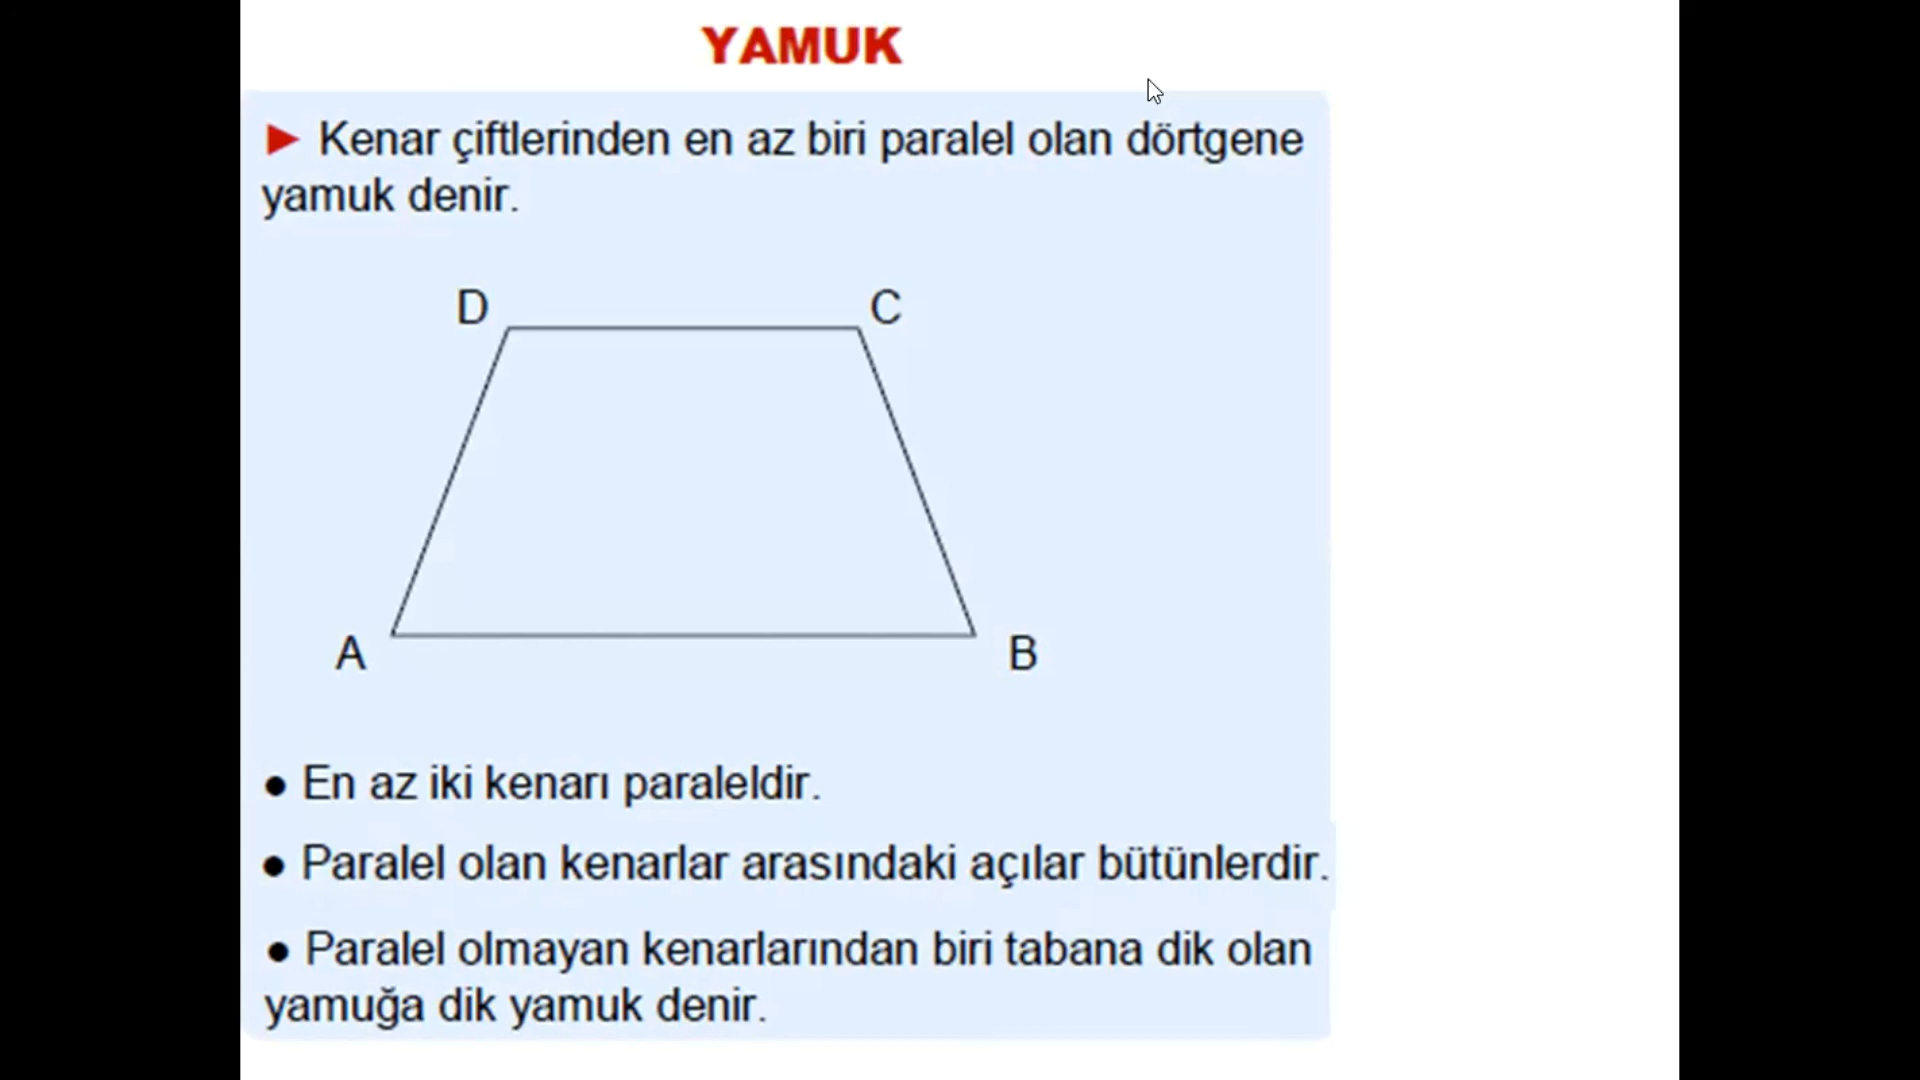 YAMUK
► Kenar çiftlerinden en az biri paralel olan dörtgene
yamuk denir.
D C
A B
● En az iki kenarı paraleldir.
● Paralel olan kenarlar arasındaki açılar bütünlerdir.
● Paralel olmayan kenarlarından biri tabana dik olan
yamuğa dik yamuk denir.